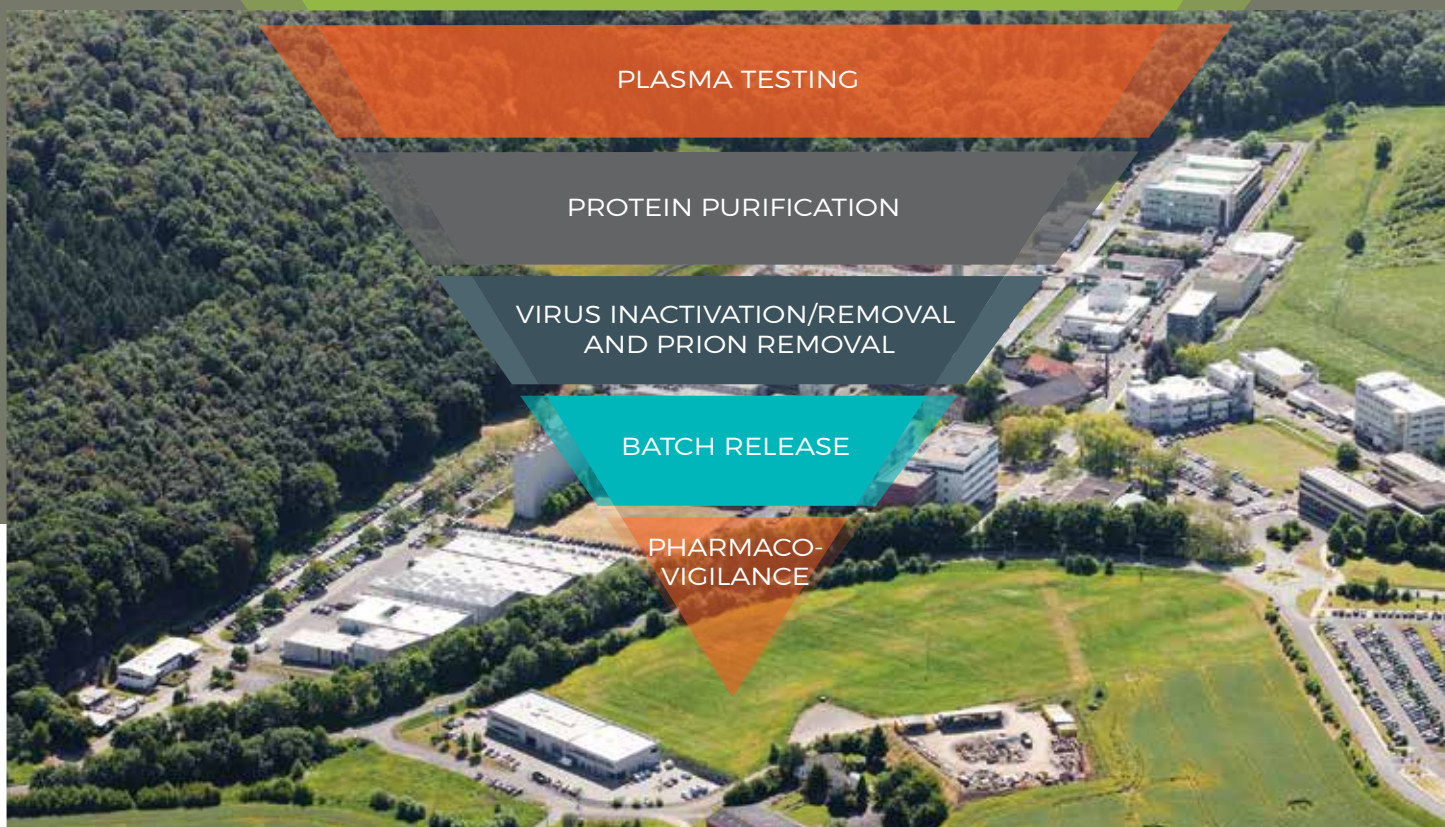 PLASMA TESTING
PROTEIN PURIFICATION
VIRUS INACTIVATION/REMOVAL
AND PRION REMOVAL
BATCH RELEASE
PHARMACO-
VIGILANCE